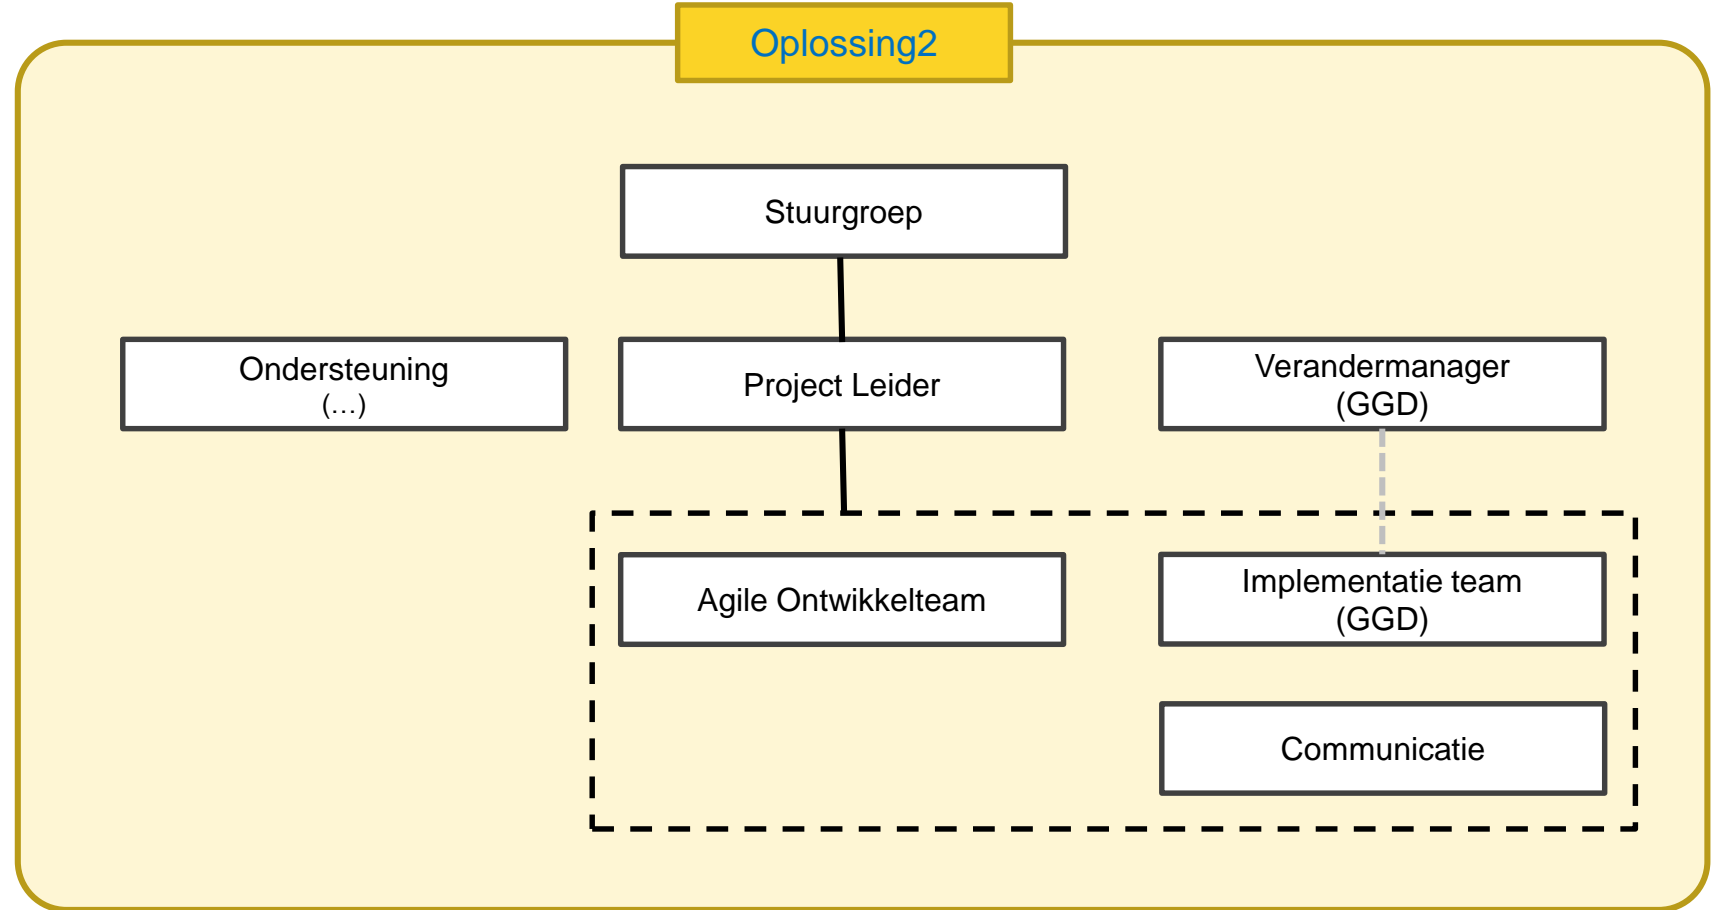 Oplossing2
Stuurgroep
Ondersteuning
(...)
Project Leider
Verandermanager
(GGD)
Agile Ontwikkelteam
Implementatie team
(GGD)
Communicatie